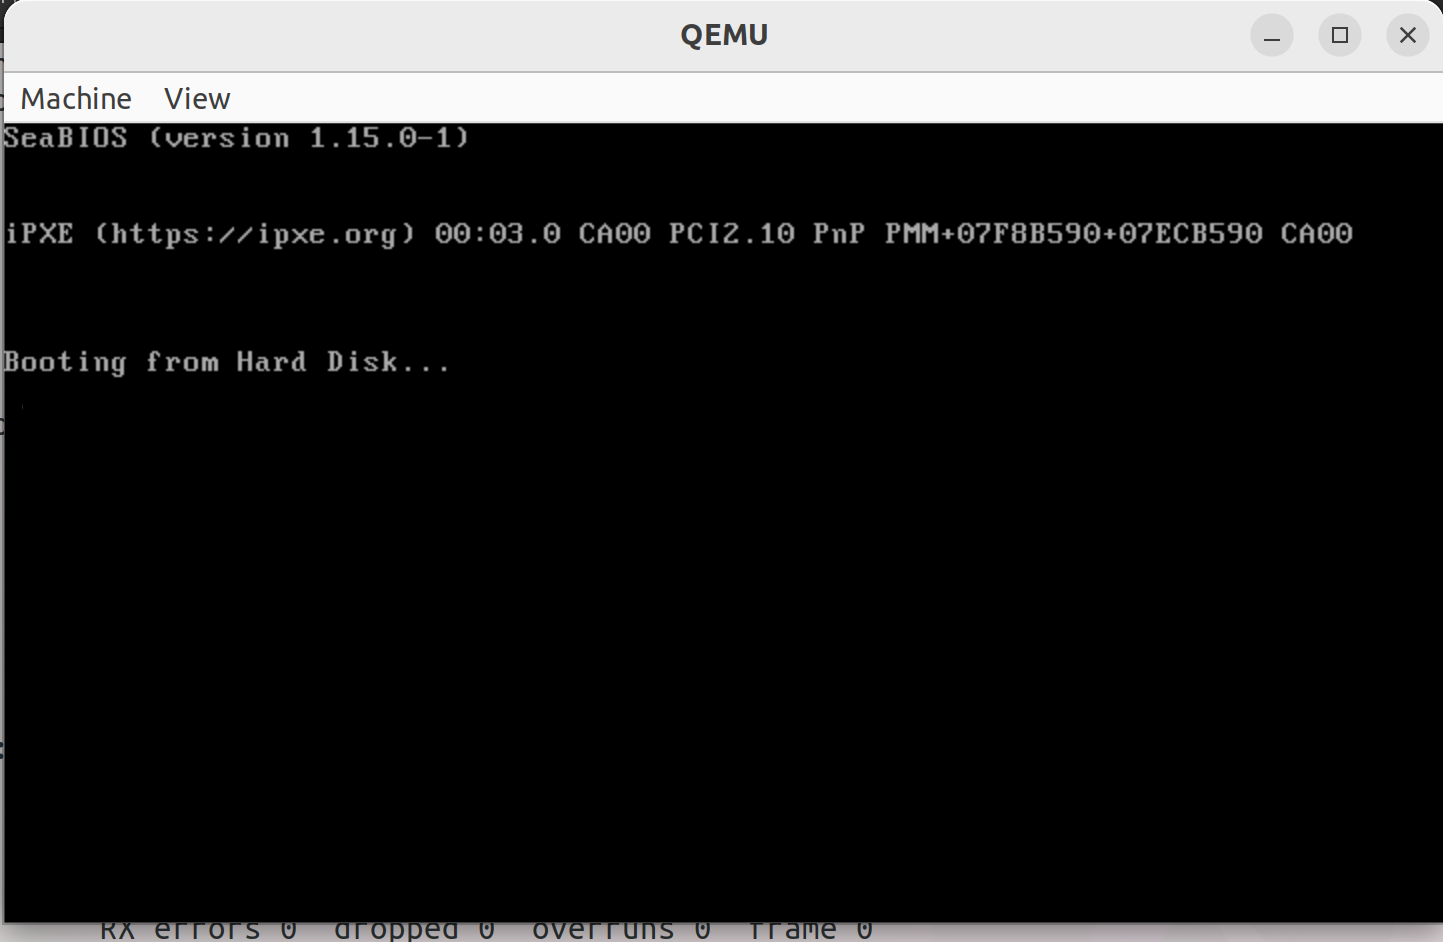 QEMU
Machine View
SeaBIOS (version 1.15.0-1)
iPXE (https://ipxe.org) 00:03.0 CA00 PCI2.10 PnP PMM+07F8B590+07ECB590 CA00
Booting from Hard Disk...
RX errors 0 dropped 0 overruns 0 frame 0